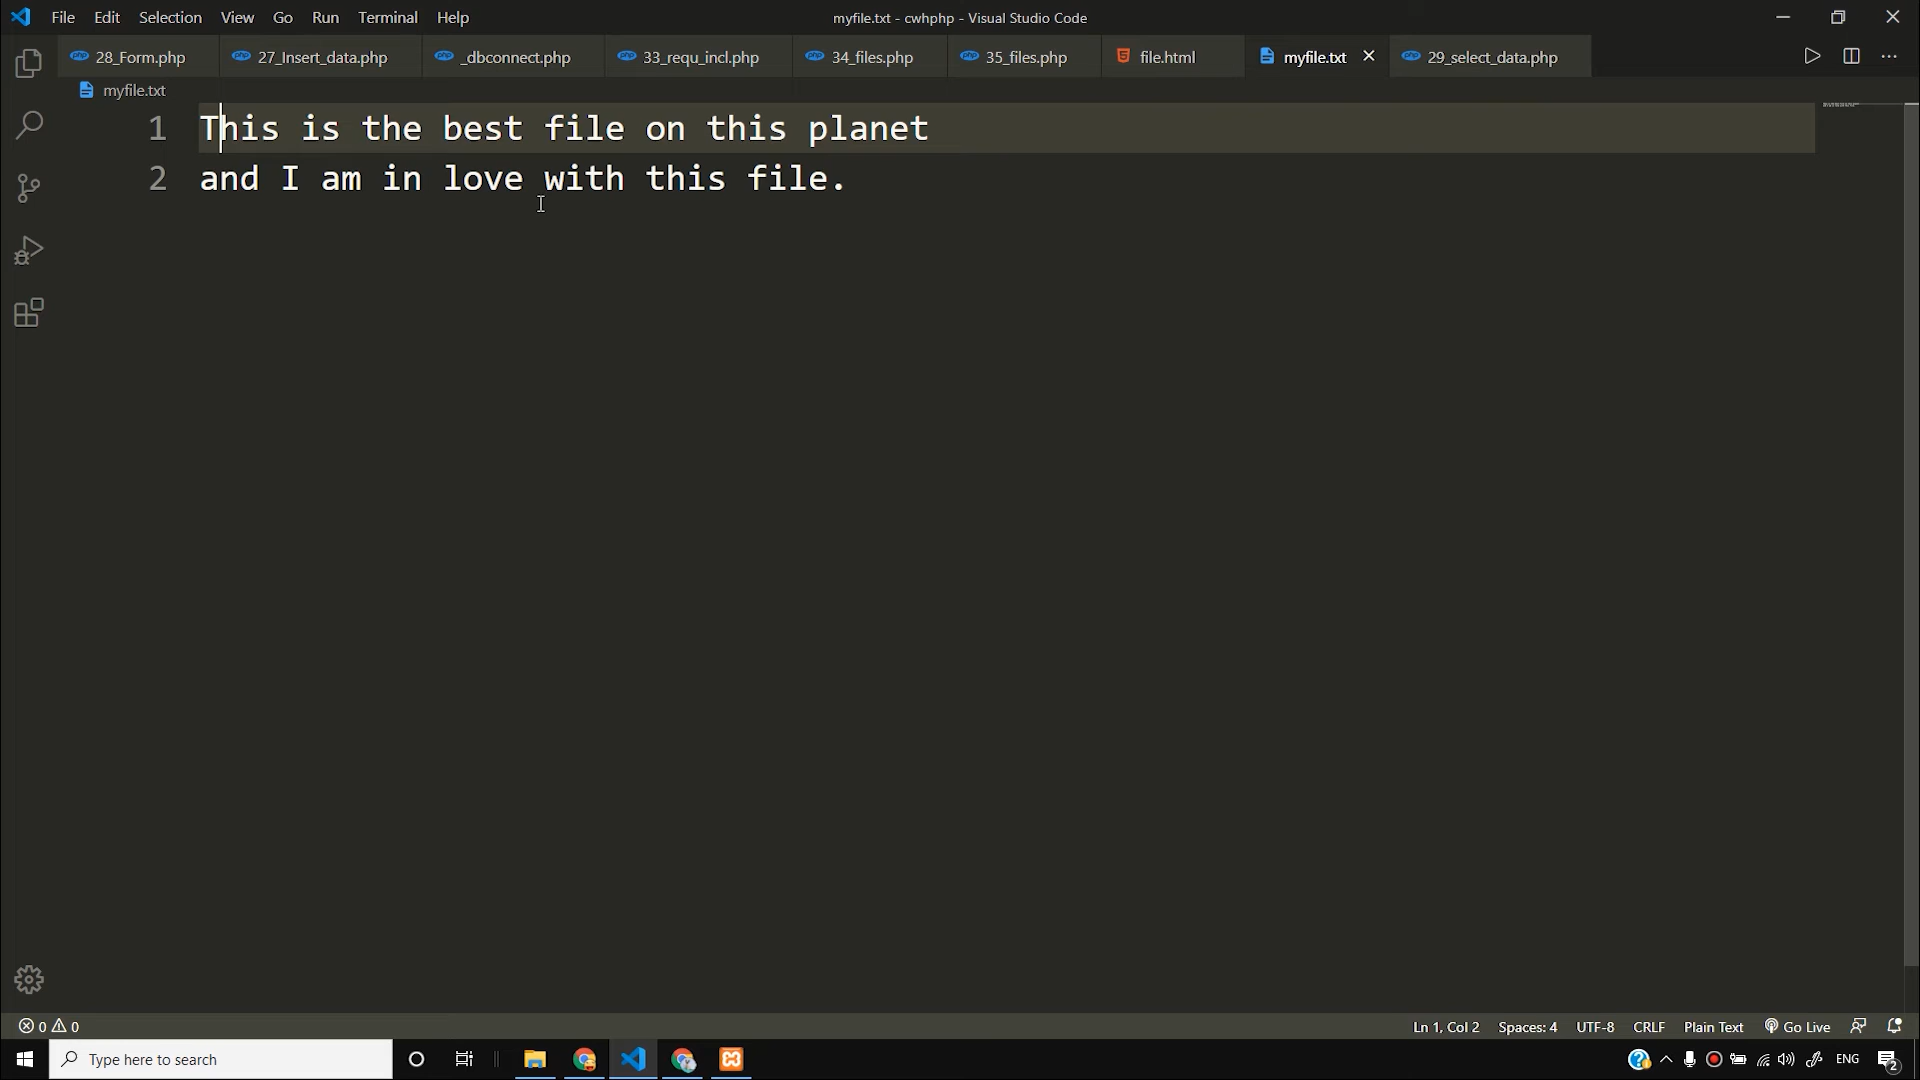 File Edit Selection View Go Run Terminal Help
myfile.txt - cwhphp - Visual Studio Code
28_Form.php 27_Insert_data.php _dbconnect.php 33_requ_incl.php 34_files.php 35_files.php file.html myfile.txt 29_select_data.php
myfile.txt
1 This is the best file on this planet
2 and I am in love with this file.
0 0
Ln 1, Col 2 Spaces: 4 UTF-8 CRLF Plain Text Go Live
Type here to search
ENG
2